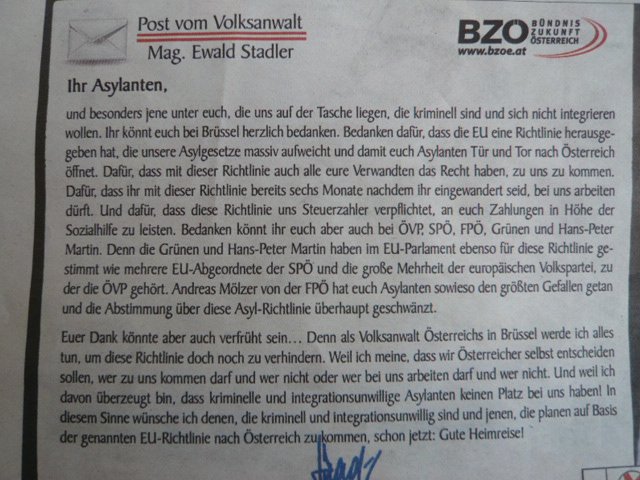 Post vom Volksanwalt
Mag. Ewald Stadler
BZÖ BÜNDNIS
ZUKUNFT
ÖSTERREICH
www.bzoe.at
Ihr Asylanten,
und besonders jene unter euch, die uns auf der Tasche liegen, die kriminell sind und sich nicht integrieren
wollen. Ihr könnt euch bei Brüssel herzlich bedanken. Bedanken dafür, dass die EU eine Richtlinie herausge-
geben hat, die unsere Asylgesetze massiv aufweicht und damit euch Asylanten Tür und Tor nach Österreich
öffnet. Dafür, dass mit dieser Richtlinie auch alle eure Verwandten das Recht haben, zu uns zu kommen.
Dafür, dass ihr mit dieser Richtlinie bereits sechs Monate nachdem ihr eingewandert seid, bei uns arbeiten
dürft. Und dafür, dass diese Richtlinie uns Steuerzahler verpflichtet, an euch Zahlungen in Höhe der
Sozialhilfe zu leisten. Bedanken könnt ihr euch aber auch bei ÖVP, SPÖ, FPÖ, Grünen und Hans-Peter
Martin. Denn die Grünen und Hans-Peter Martin haben im EU-Parlament ebenso für diese Richtlinie ge-
stimmt wie mehrere EU-Abgeordnete der SPÖ und die große Mehrheit der europäischen Volkspartei, zu
der die ÖVP gehört. Andreas Mölzer von der FPÖ hat euch Asylanten sowieso den größten Gefallen getan
und die Abstimmung über diese Asyl-Richtlinie überhaupt geschwänzt.
Euer Dank könnte aber auch verfrüht sein... Denn als Volksanwalt Österreichs in Brüssel werde ich alles
tun, um diese Richtlinie doch noch zu verhindern. Weil ich meine, dass wir Österreicher selbst entscheiden
sollen, wer zu uns kommen darf und wer nicht oder wer bei uns arbeiten darf und wer nicht. Und weil ich
davon überzeugt bin, dass kriminelle und integrationsunwillige Asylanten keinen Platz bei uns haben! In
diesem Sinne wünsche ich denen, die kriminell und integrationsunwillig sind und jenen, die planen auf Basis
der genannten EU-Richtlinie nach Österreich zu kommen, schon jetzt: Gute Heimreise!